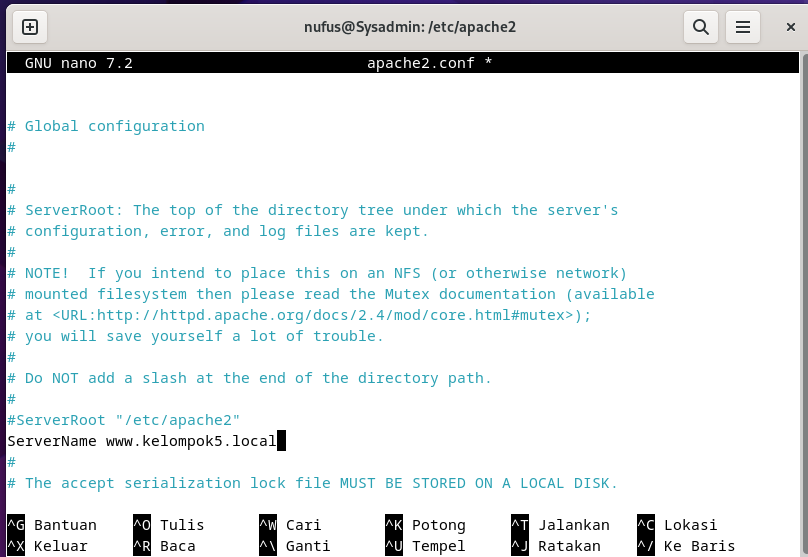 nufus@Sysadmin: /etc/apache2
GNU nano 7.2 apache2.conf *
# Global configuration
#
#
# ServerRoot: The top of the directory tree under which the server's
# configuration, error, and log files are kept.
#
# NOTE!  If you intend to place this on an NFS (or otherwise network)
# mounted filesystem then please read the Mutex documentation (available
# at <URL:http://httpd.apache.org/docs/2.4/mod/core.html#mutex>);
# you will save yourself a lot of trouble.
#
# Do NOT add a slash at the end of the directory path.
#
#ServerRoot "/etc/apache2"
ServerName www.kelompok5.local
#
# The accept serialization lock file MUST BE STORED ON A LOCAL DISK.
^G Bantuan ^O Tulis ^W Cari ^K Potong ^T Jalankan ^C Lokasi
^X Keluar ^R Baca ^\ Ganti ^U Tempel ^J Ratakan ^/ Ke Baris